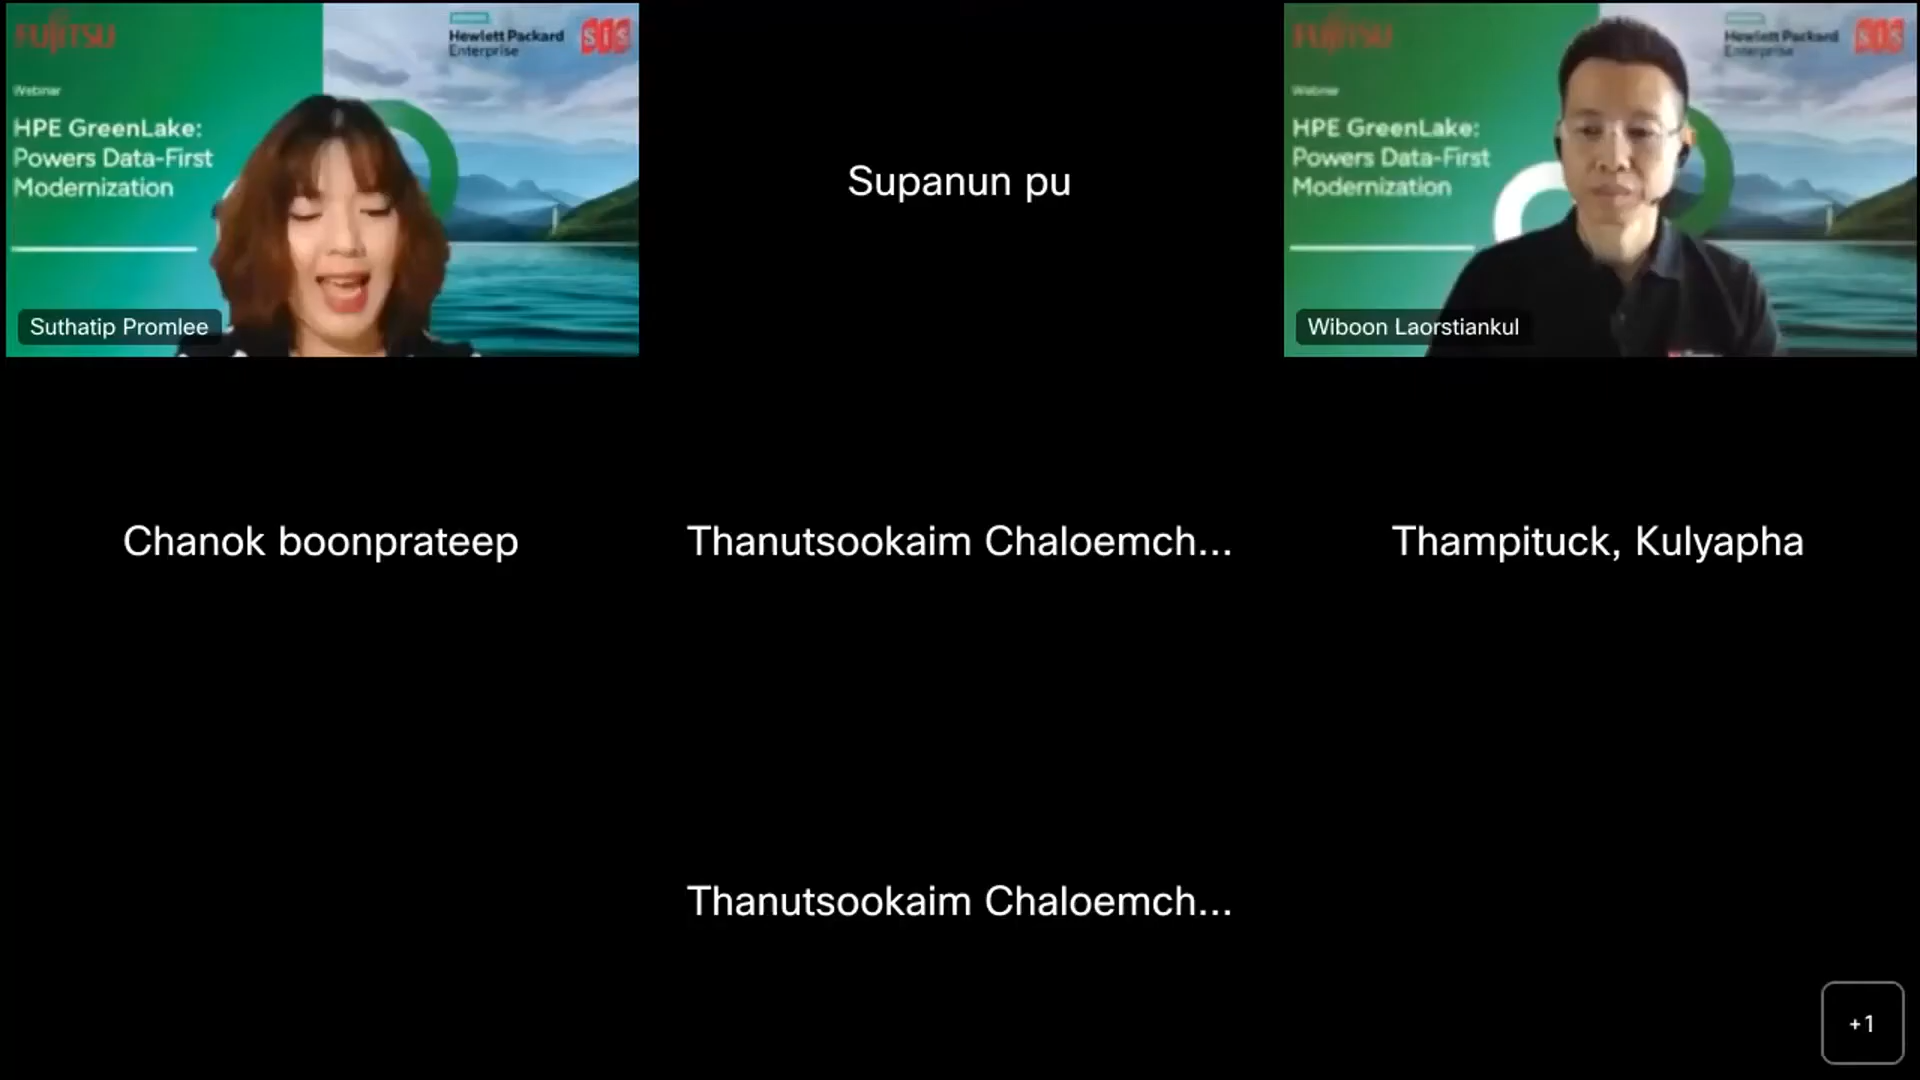 FUJITSU
Hewlett Packard
Enterprise
SiS
Webinar
HPE GreenLake:
Powers Data-First
Modernization
Suthatip Promlee
Supanun pu
FUJITSU
Hewlett Packard
Enterprise
SiS
Webinar
HPE GreenLake:
Powers Data-First
Modernization
Wiboon Laorstiankul
Chanok boonprateep
Thanutsookaim Chaloemch...
Thampituck, Kulyapha
Thanutsookaim Chaloemch...
+1